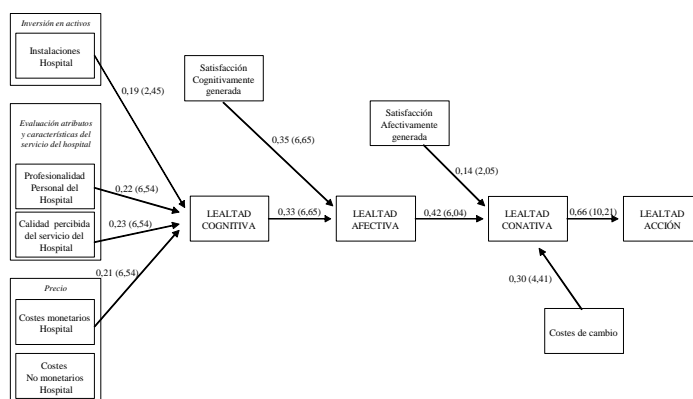 Inversión en activos
Instalaciones
Hospital
0,19 (2,45)
Satisfacción
Cognitivamente
generada
0,35 (6,65)
Satisfacción
Afectivamente
generada
0,14 (2,05)
Evaluación atributos
y características del
servicio del hospital
Profesionalidad
Personal del
Hospital
0,22 (6,54)
Calidad percibida
del servicio del
Hospital
0,23 (6,54)
LEALTAD
COGNITIVA
0,33 (6,65)
LEALTAD
AFECTIVA
0,42 (6,04)
LEALTAD
CONATIVA
0,66 (10,21)
LEALTAD
ACCIÓN
0,21 (6,54)
0,30 (4,41)
Precio
Costes monetarios
Hospital
Costes de cambio
Costes
No monetarios
Hospital